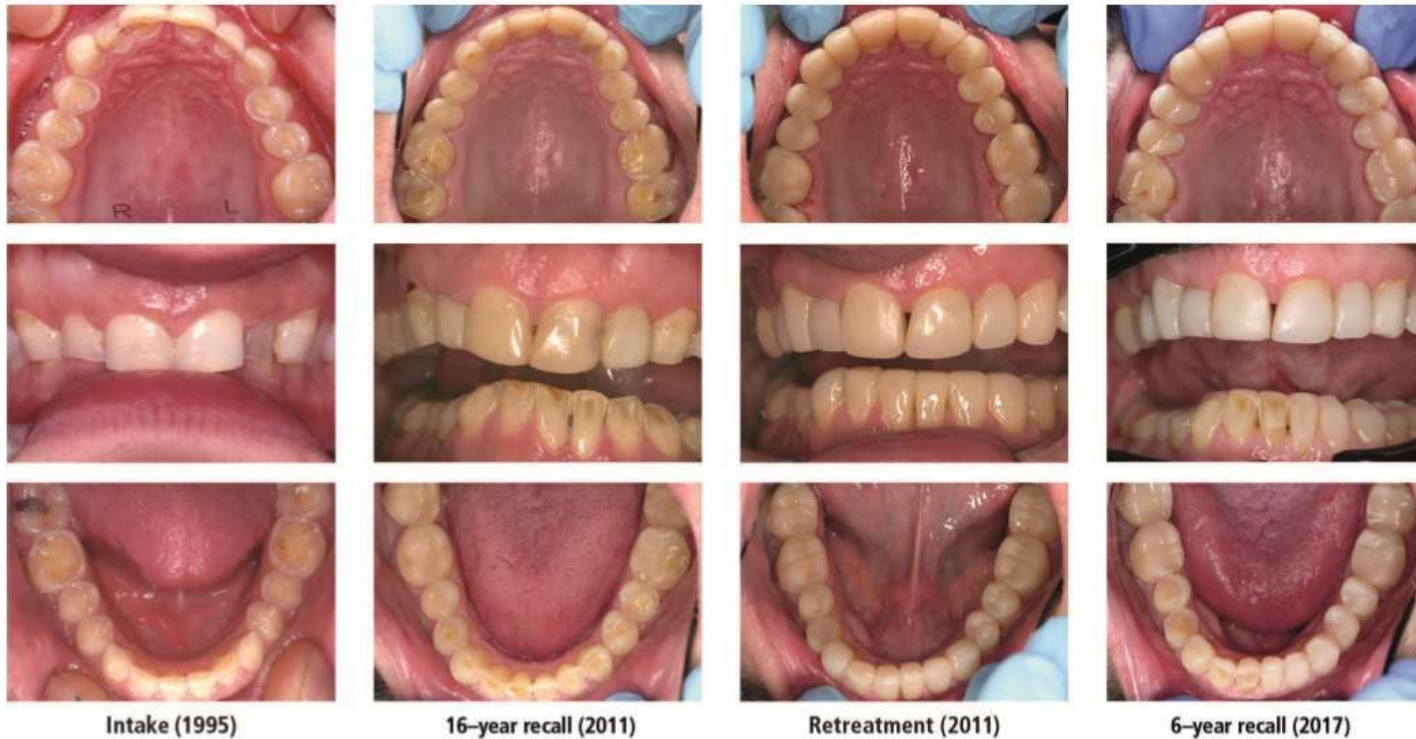 R L
Intake (1995)
16–year recall (2011)
Retreatment (2011)
6–year recall (2017)